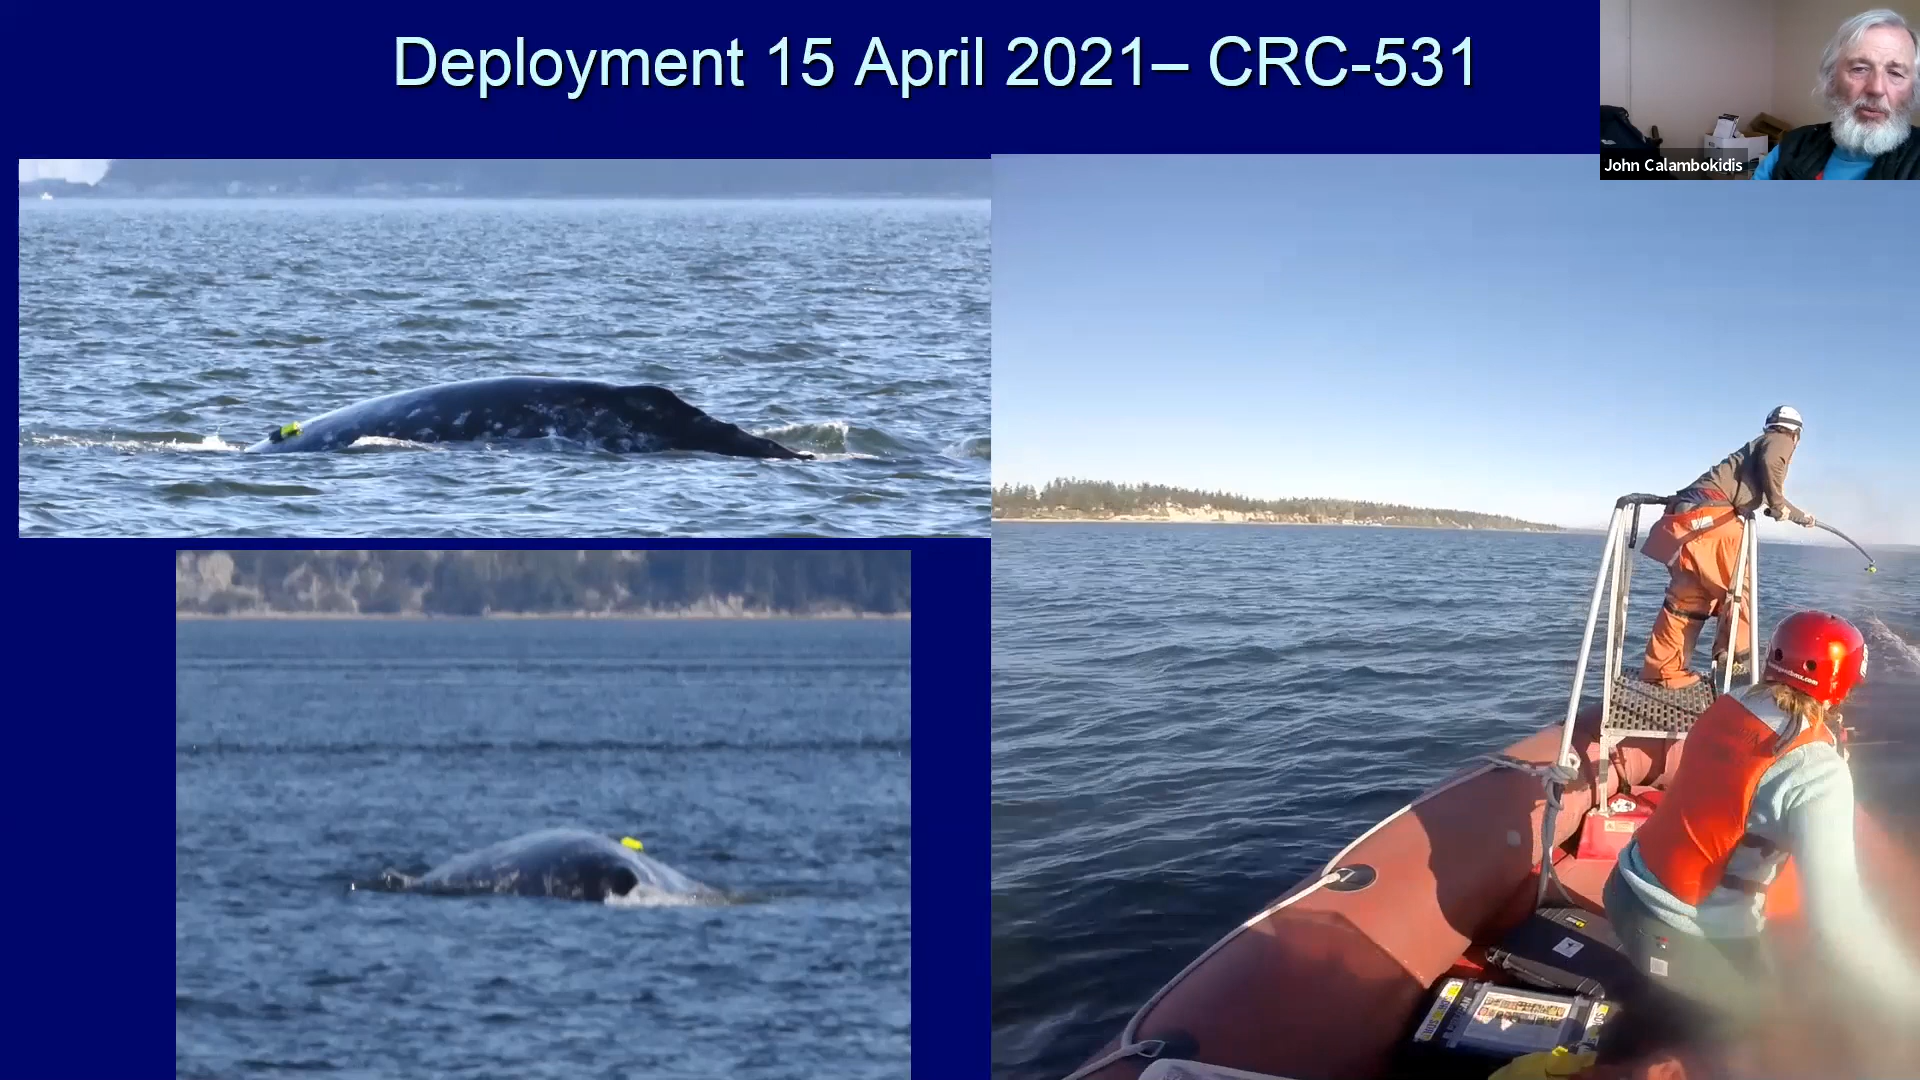 Deployment 15 April 2021– CRC-531
John Calambokidis